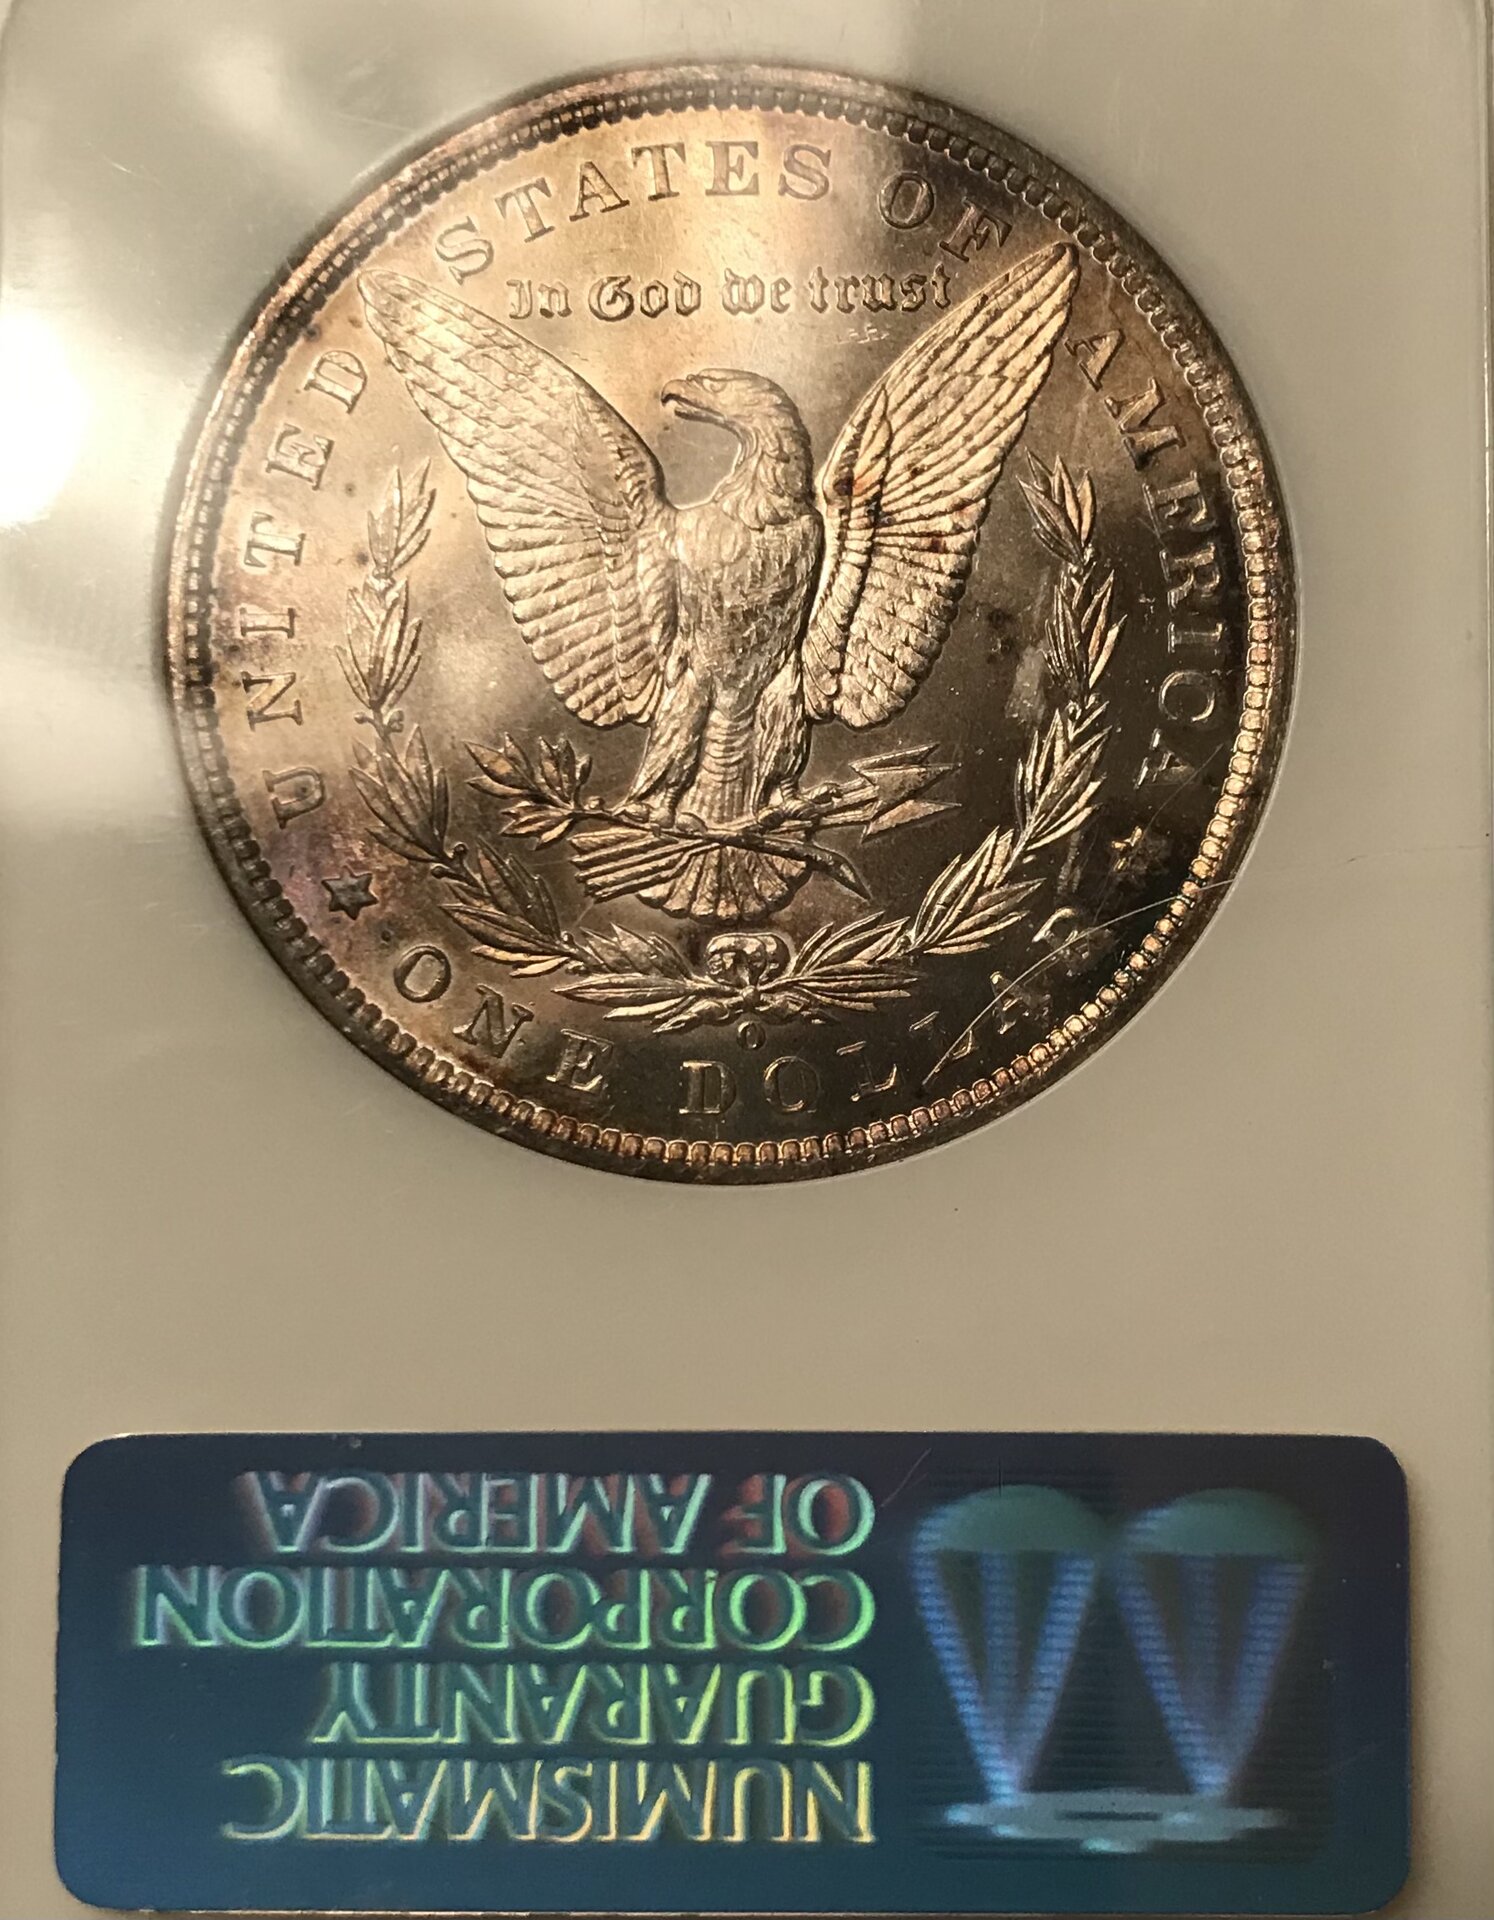 UNITED STATES OF AMERICA
In God we trust
O
ONE DOLLAR
NUMISMATIC
GUARANTY
CORPORATION
OF AMERICA